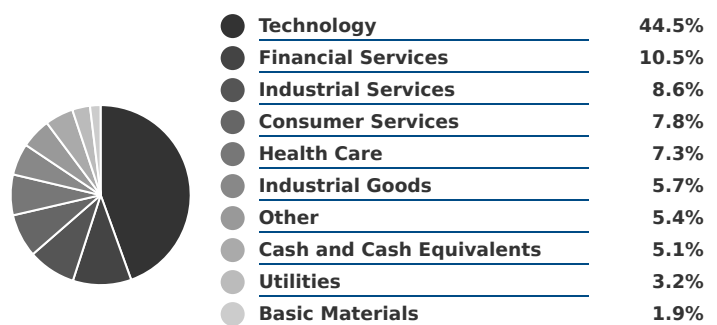 Technology 44.5%
Financial Services 10.5%
Industrial Services 8.6%
Consumer Services 7.8%
Health Care 7.3%
Industrial Goods 5.7%
Other 5.4%
Cash and Cash Equivalents 5.1%
Utilities 3.2%
Basic Materials 1.9%